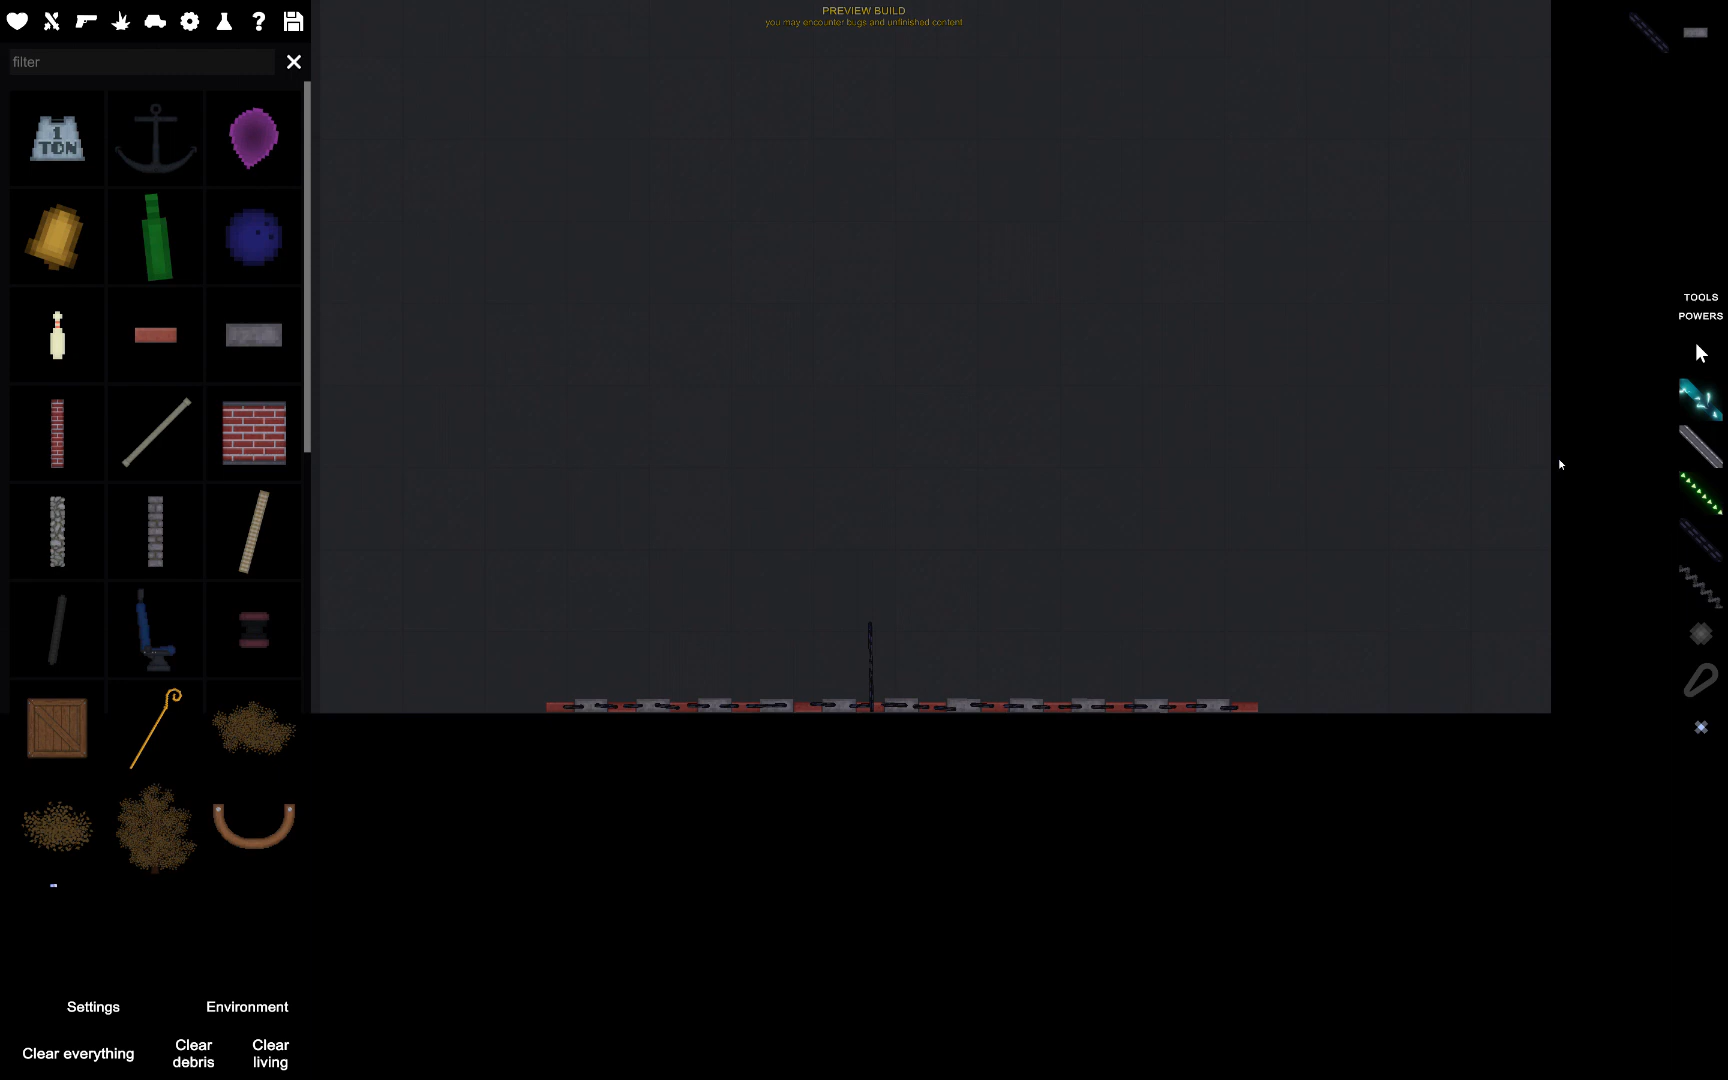 PREVIEW BUILD
you may encounter bugs and unfinished content
filter
1
TON
TOOLS
POWERS
Settings
Environment
Clear everything
Clear
debris
Clear
living